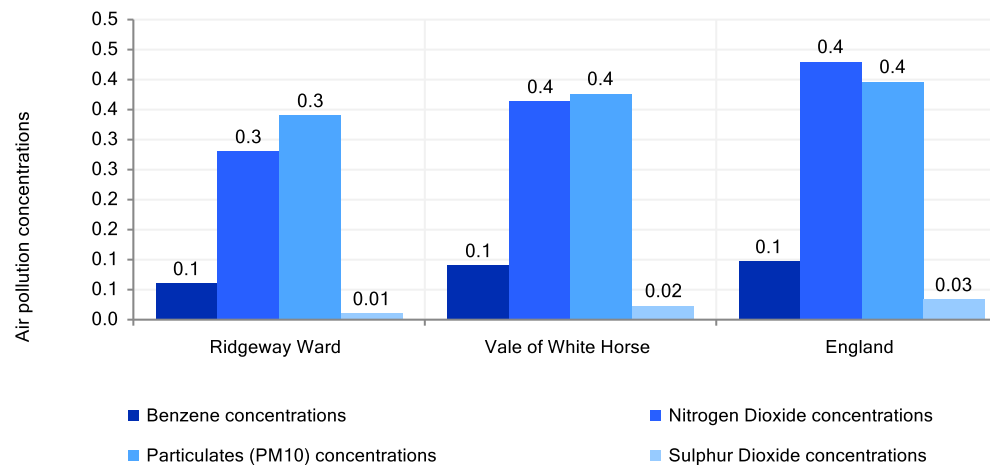 0.5
0.5
0.4
0.4
0.3
0.3
0.2
0.2
0.1
0.1
0.0
Air pollution concentrations
0.1
0.3
0.3
0.01
0.1
0.4
0.4
0.02
0.1
0.4
0.4
0.03
Ridgeway Ward
Vale of White Horse
England
Benzene concentrations
Nitrogen Dioxide concentrations
Particulates (PM10) concentrations
Sulphur Dioxide concentrations